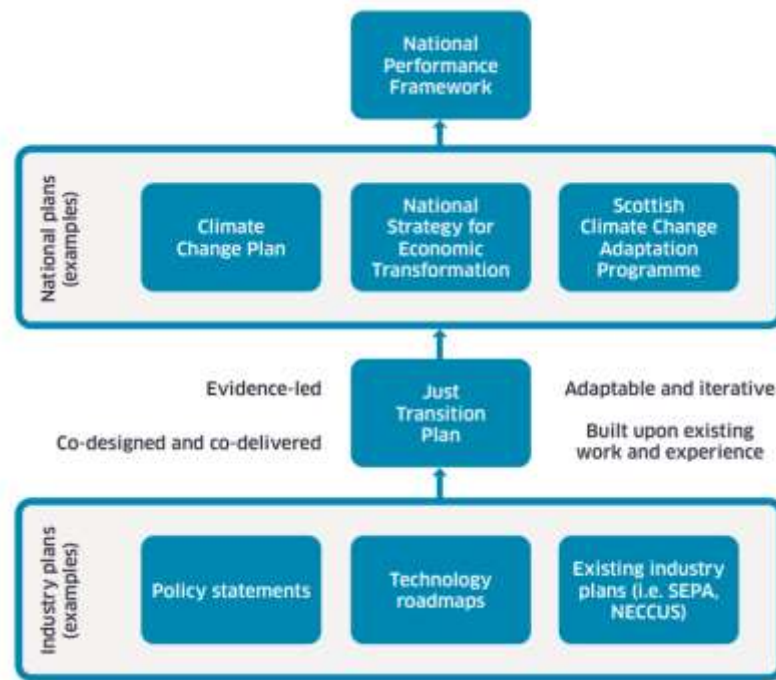 National
Performance
Framework
National plans
(examples)
Climate
Change Plan
National
Strategy for
Economic
Transformation
Scottish
Climate Change
Adaptation
Programme
Evidence-led
Co-designed and co-delivered
Just
Transition
Plan
Adaptable and iterative
Built upon existing
work and experience
Industry plans
(examples)
Policy statements
Technology
roadmaps
Existing industry
plans (i.e. SEPA,
NECCUS)